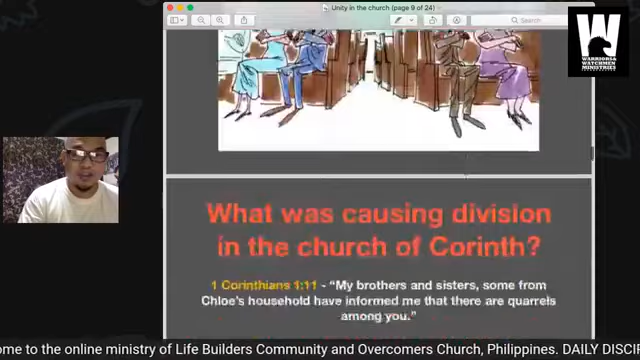 Unity in the church (page 9 of 24)
Search
WARRIORS &
WATCHMEN
MINISTRIES
What was causing division
in the church of Corinth?
1 Corinthians 1:11 - “My brothers and sisters, some from
Chloe’s household have informed me that there are quarrels
among you.”
ome to the online ministry of Life Builders Community and Overcomers Church, Philippines. DAILY DISCIP